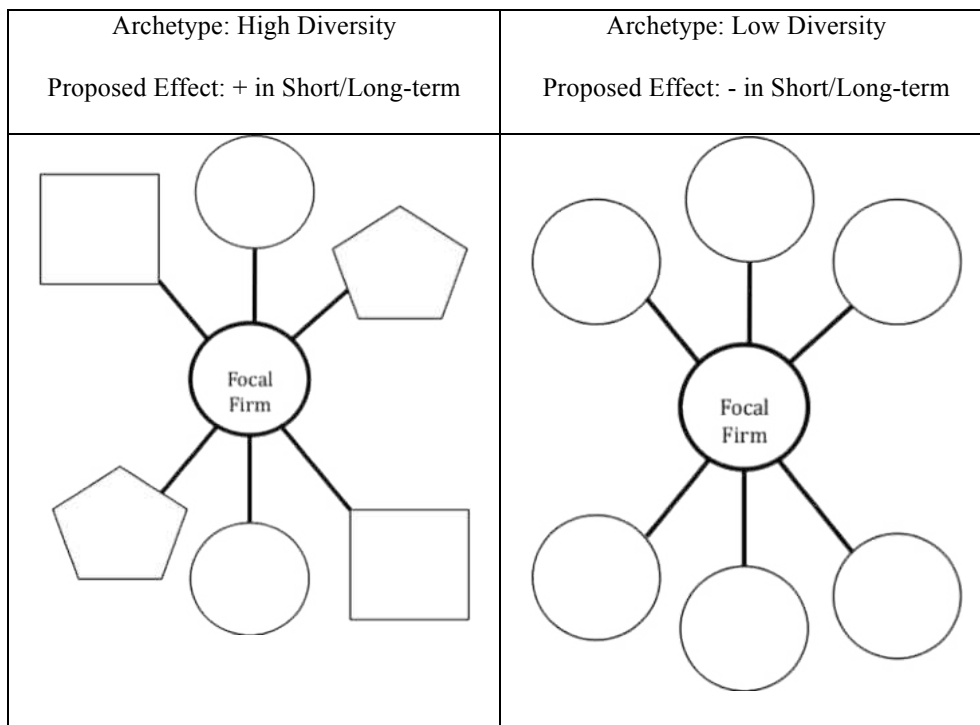 Archetype: High Diversity
Proposed Effect: + in Short/Long-term
Archetype: Low Diversity
Proposed Effect: - in Short/Long-term
Focal
Firm
Focal
Firm